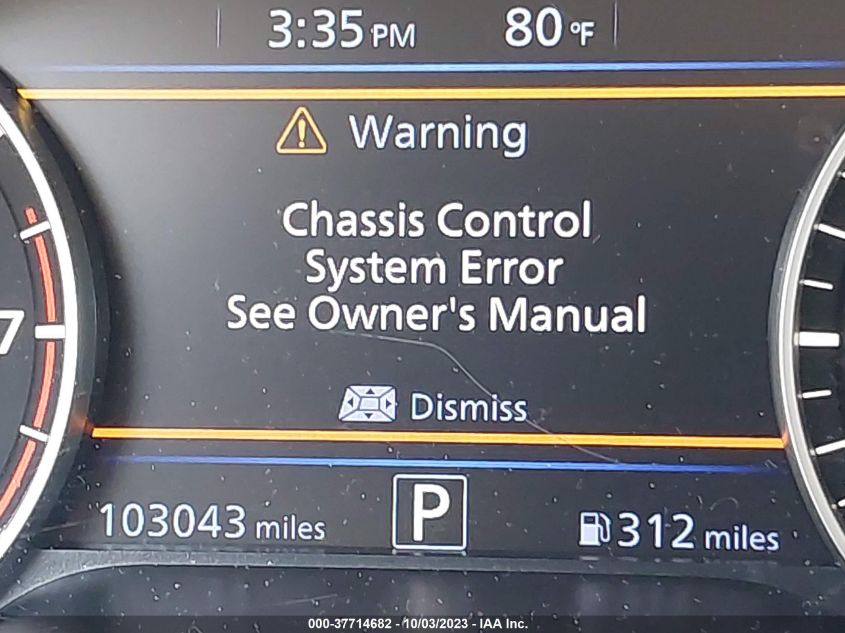 3:35 PM 80 °F
Warning
Chassis Control
System Error
See Owner's Manual
Dismiss
7
103043 miles P 312 miles
000-37714682 - 10/03/2023 - IAA Inc.